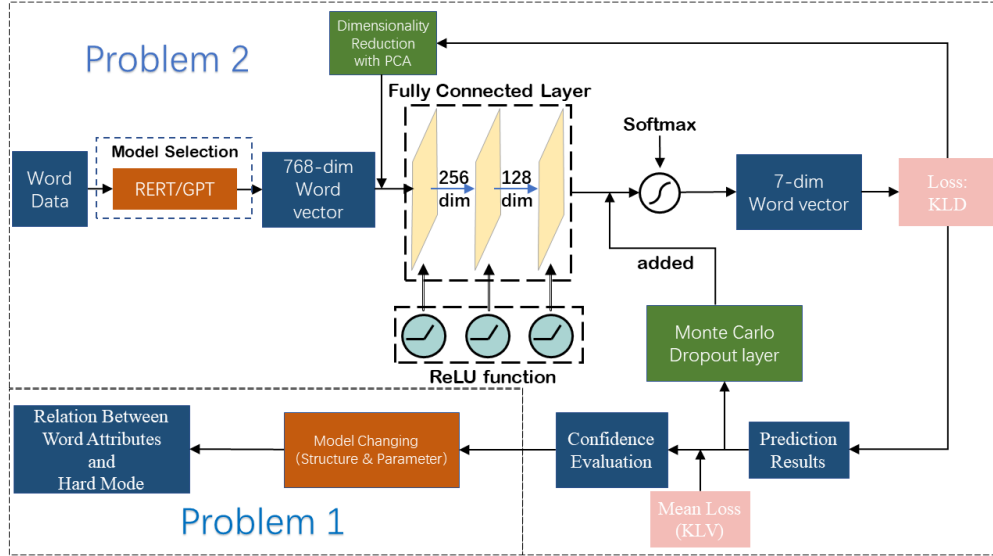 Problem 2
Dimensionality
Reduction
with PCA
Fully Connected Layer
Softmax
Model Selection
Word
Data
RERT/GPT
768-dim
Word
vector
256
dim
128
dim
7-dim
Word vector
Loss:
KLD
added
ReLU function
Monte Carlo
Dropout layer
Relation Between
Word Attributes
and
Hard Mode
Model Changing
(Structure & Parameter)
Confidence
Evaluation
Prediction
Results
Mean Loss
(KLV)
Problem 1